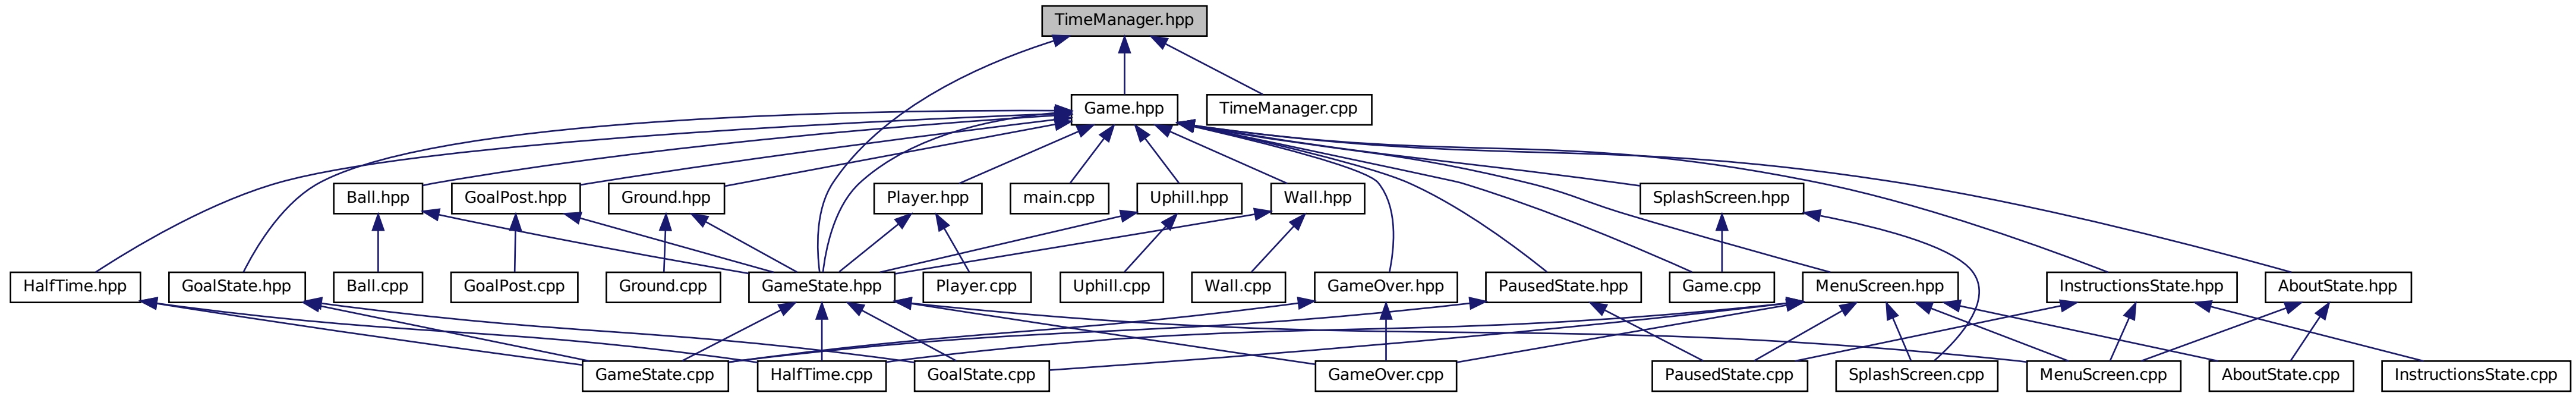 TimeManager.hpp
Game.hpp
TimeManager.cpp
Ball.hpp
GoalPost.hpp
Ground.hpp
Player.hpp
main.cpp
Uphill.hpp
Wall.hpp
SplashScreen.hpp
HalfTime.hpp
GoalState.hpp
Ball.cpp
GoalPost.cpp
Ground.cpp
GameState.hpp
Player.cpp
Uphill.cpp
Wall.cpp
GameOver.hpp
PausedState.hpp
Game.cpp
MenuScreen.hpp
InstructionsState.hpp
AboutState.hpp
GameState.cpp
HalfTime.cpp
GoalState.cpp
GameOver.cpp
PausedState.cpp
SplashScreen.cpp
MenuScreen.cpp
AboutState.cpp
InstructionsState.cpp